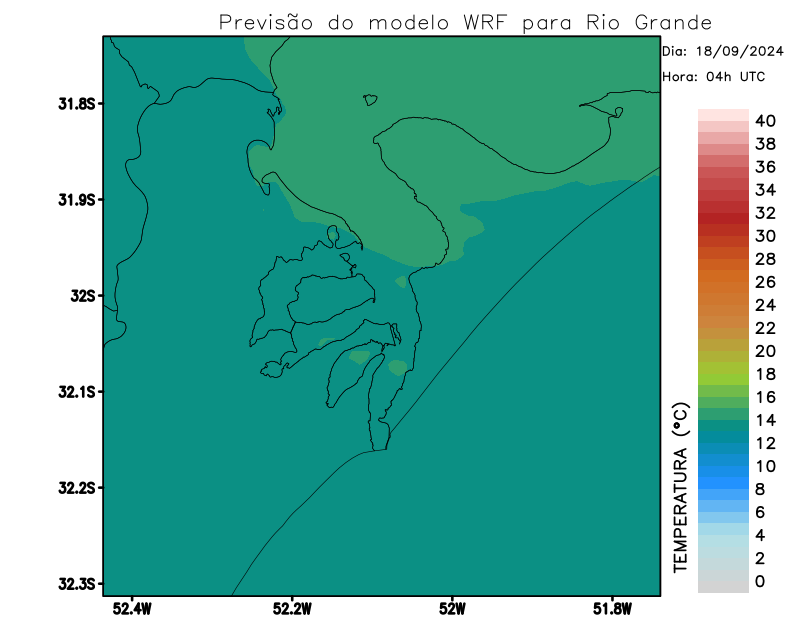 Previsão do modelo WRF para Rio Grande
Dia: 18/09/2024
Hora: 04h UTC
31.8S
31.9S
32S
32.1S
32.2S
32.3S
52.4W
52.2W
52W
51.8W
TEMPERATURA (ºC)
40
38
36
34
32
30
28
26
24
22
20
18
16
14
12
10
8
6
4
2
0